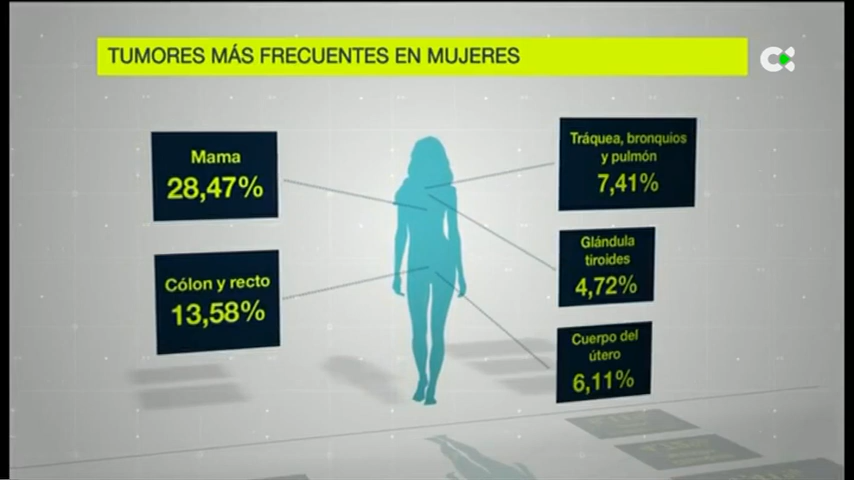 TUMORES MÁS FRECUENTES EN MUJERES
Mama
28,47%
Cólon y recto
13,58%
Tráquea, bronquios
y pulmón
7,41%
Glándula
tiroides
4,72%
Cuerpo del
útero
6,11%